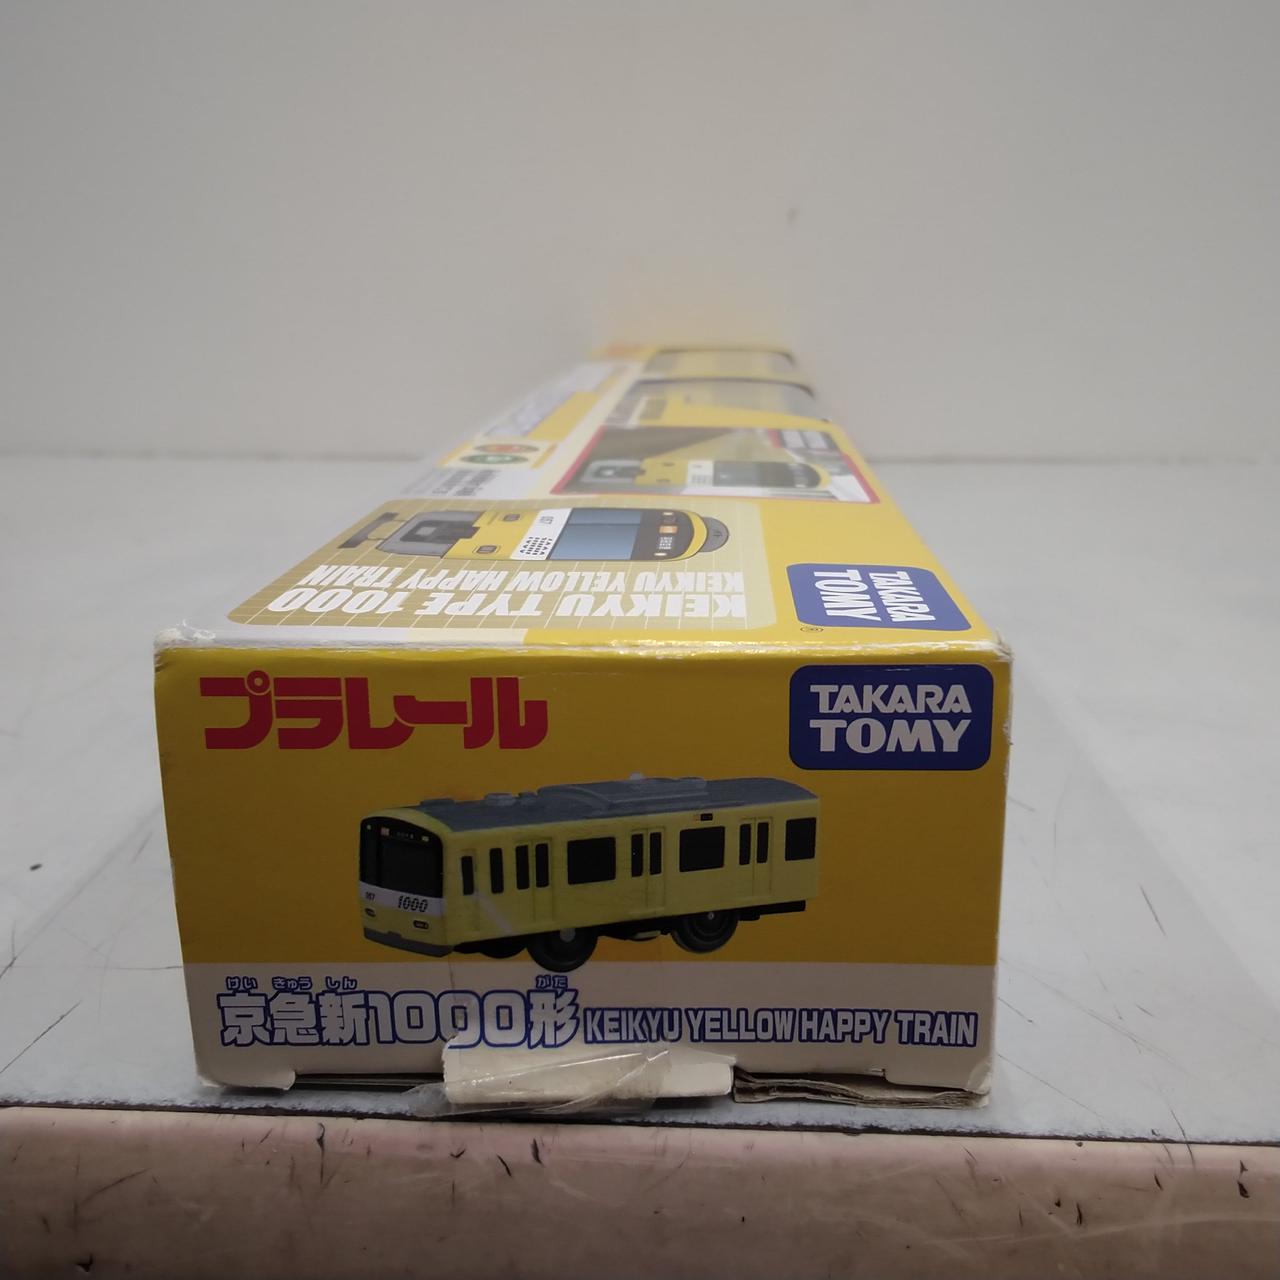 KEIKYU TYPE 1000
KEIKYU YELLOW HAPPY TRAIN
TAKARA
TOMY
®
プラレール
TAKARA
TOMY
1000
けい きゅう しん がた
京急新1000形 KEIKYU YELLOW HAPPY TRAIN